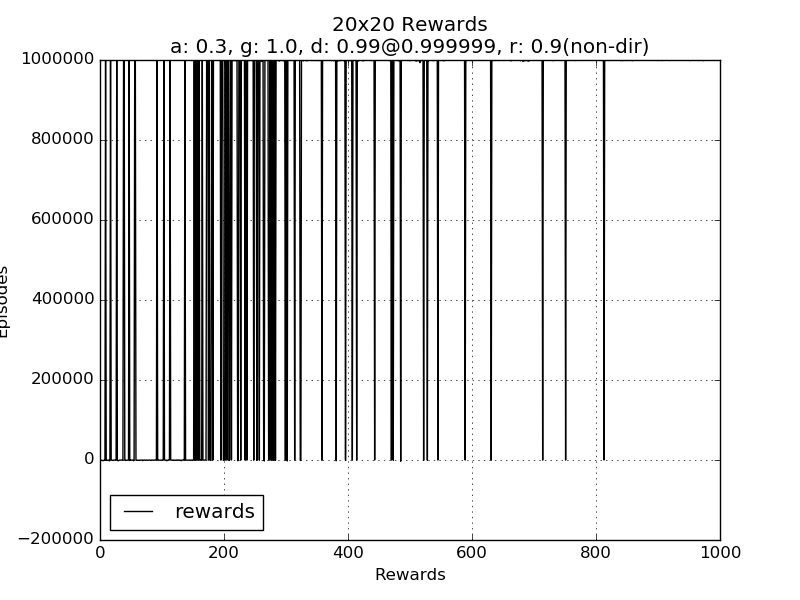 20x20 Rewards
a: 0.3, g: 1.0, d: 0.99@0.999999, r: 0.9(non-dir)
1000000
800000
600000
400000
200000
0
−200000
Episodes
rewards
0 200 400 600 800 1000
Rewards